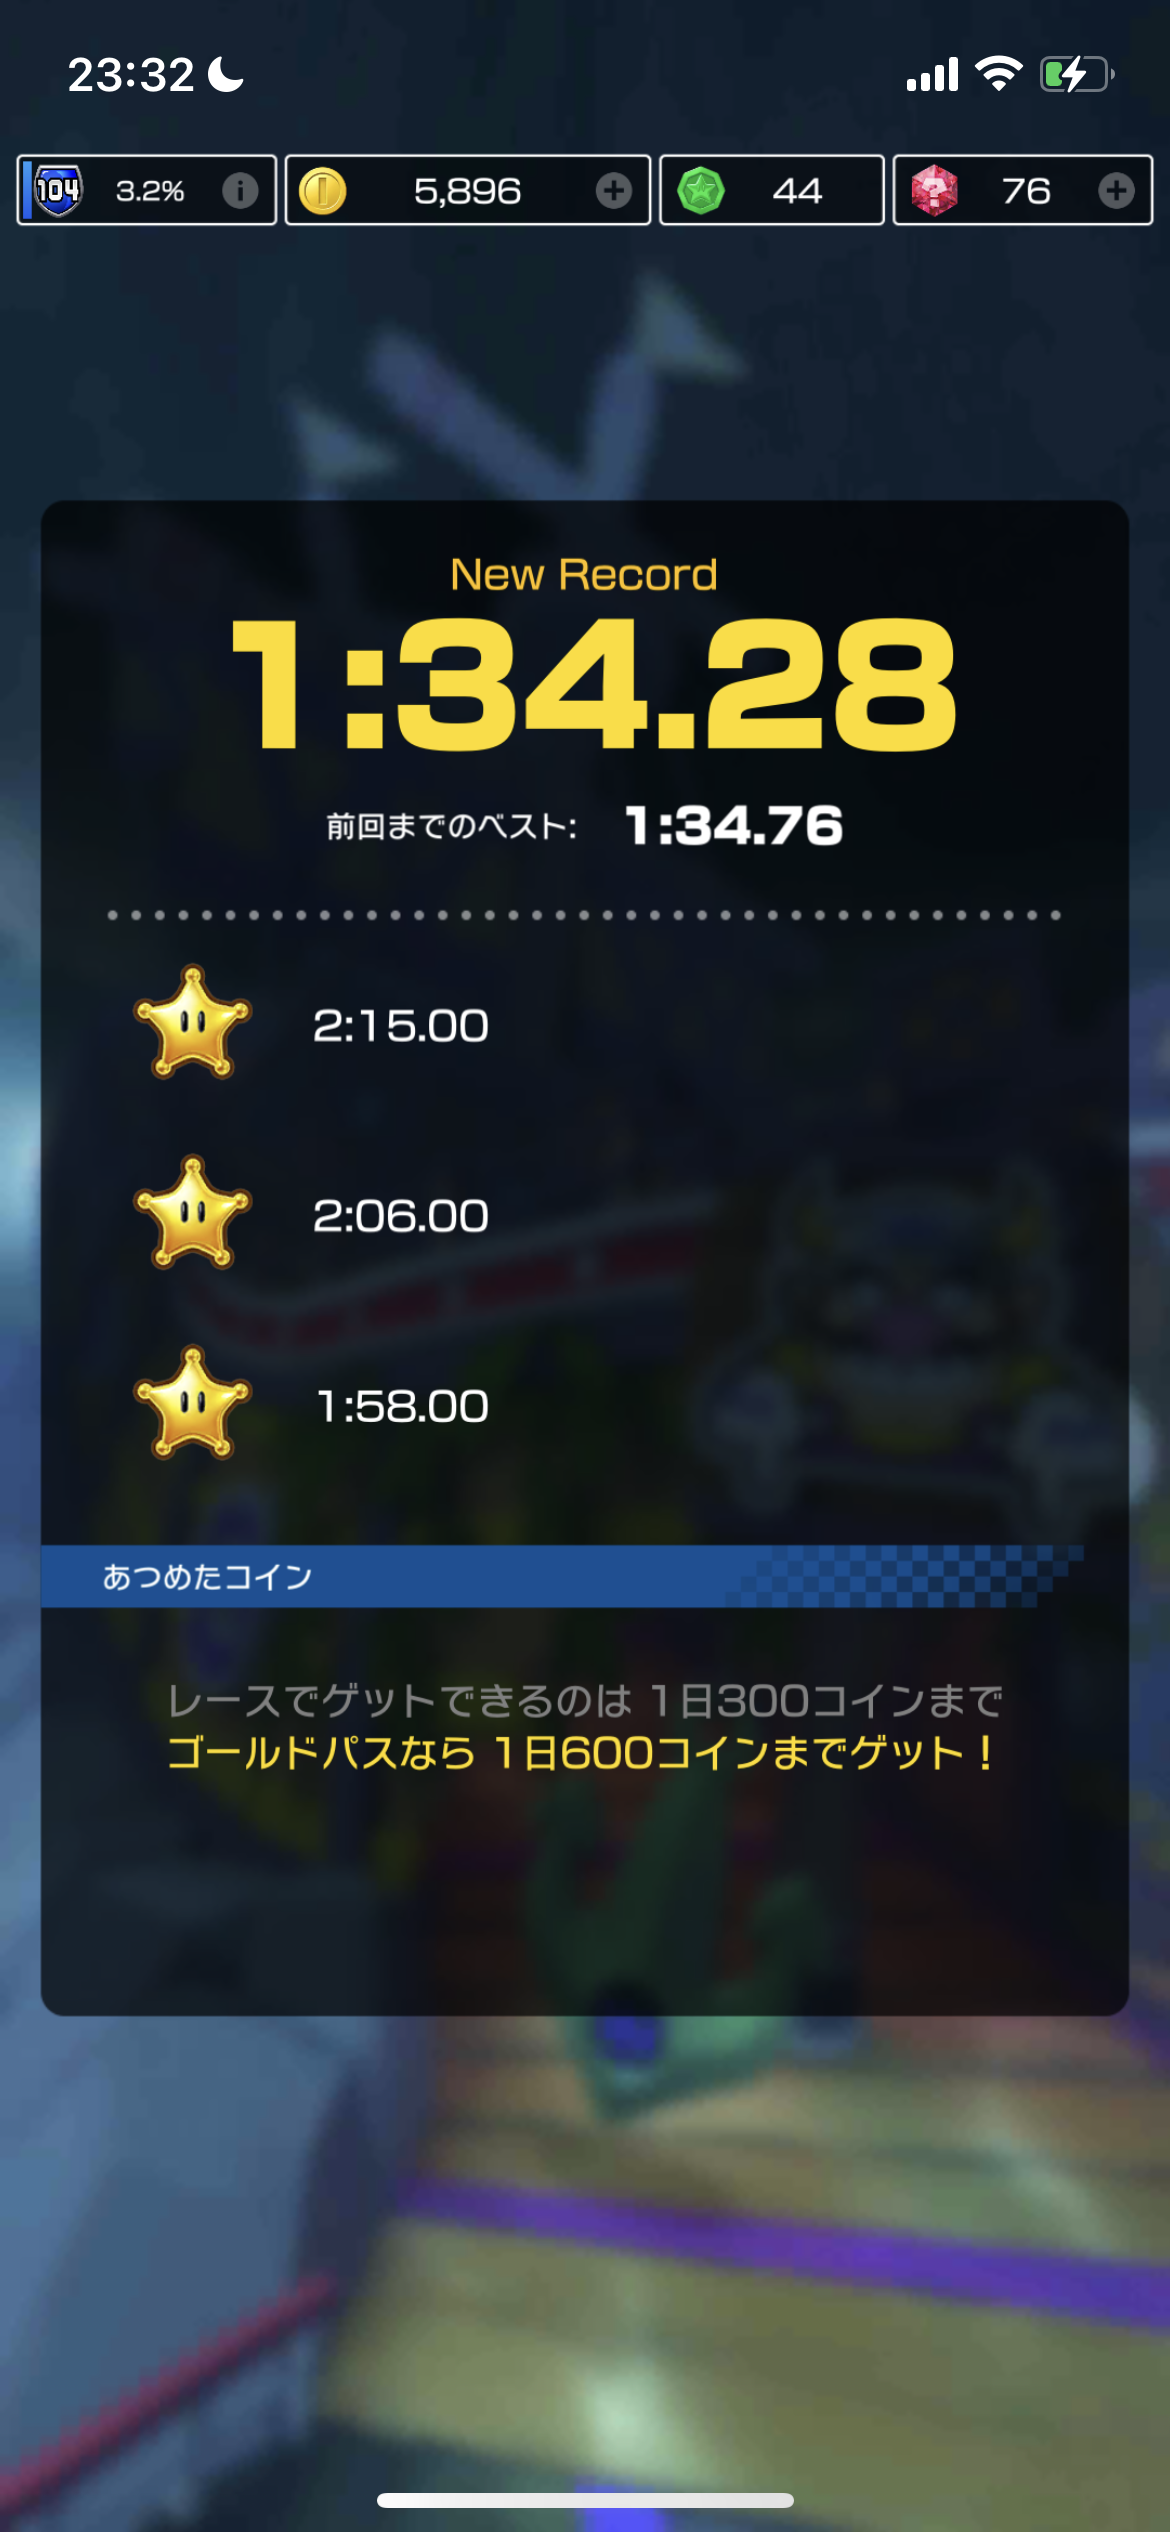 23:32
104 3.2% 5,896 44 76
New Record
1:34.28
前回までのベスト: 1:34.76
2:15.00
2:06.00
1:58.00
あつめたコイン
レースでゲットできるのは 1日300コインまで
ゴールドパスなら 1日600コインまでゲット！